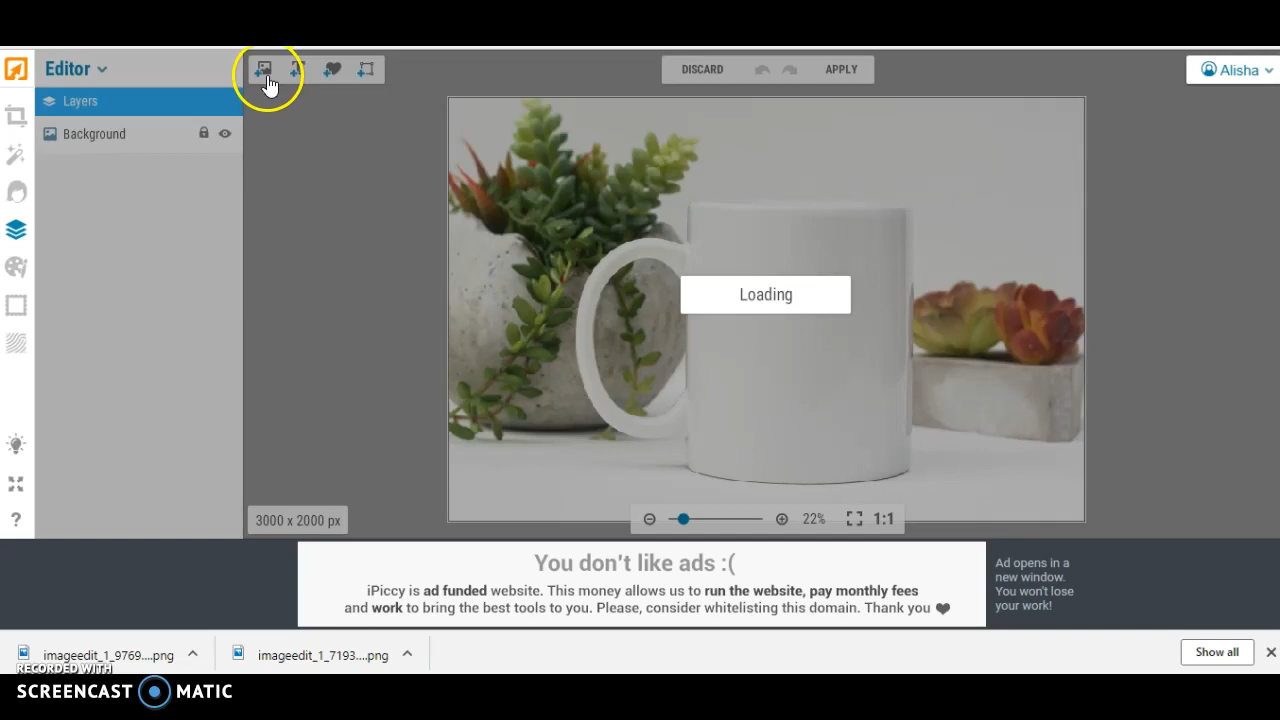 Editor
DISCARD
APPLY
Alisha
Layers
Background
Loading
3000 x 2000 px
22%
1:1
You don't like ads :(
iPiccy is ad funded website. This money allows us to run the website, pay monthly fees
and work to bring the best tools to you. Please, consider whitelisting this domain. Thank you
Ad opens in a
new window.
You won't lose
your work!
imageedit_1_9769....png
imageedit_1_7193....png
Show all
RECORDED WITH
SCREENCAST MATIC